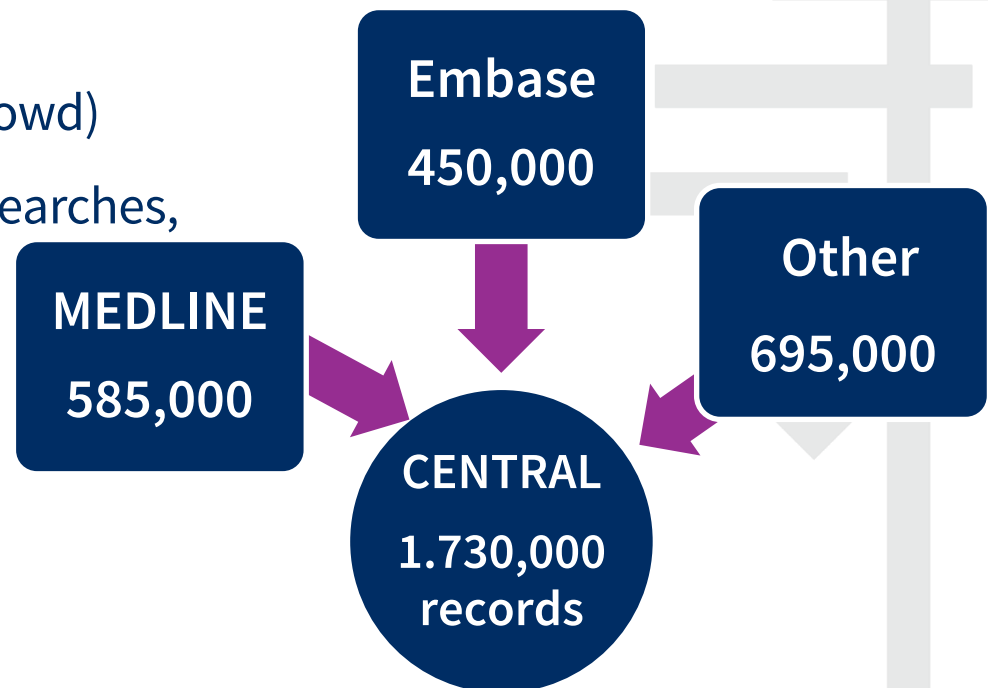 owd)
earches,
Embase
450,000
MEDLINE
585,000
Other
695,000
CENTRAL
1.730,000
records